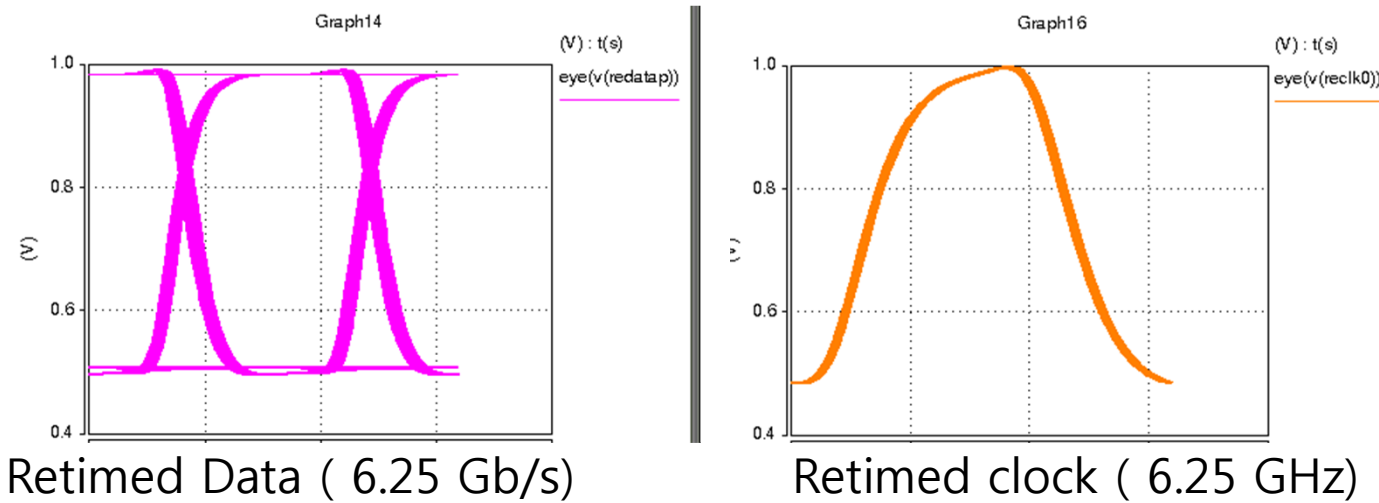 Graph14
(V) : t(s)
eye(v(redatap))
1.0
0.8
0.6
0.4
(V)
Retimed Data ( 6.25 Gb/s)
Graph16
(V) : t(s)
eye(v(reclk0))
1.0
0.8
0.6
0.4
Retimed clock ( 6.25 GHz)